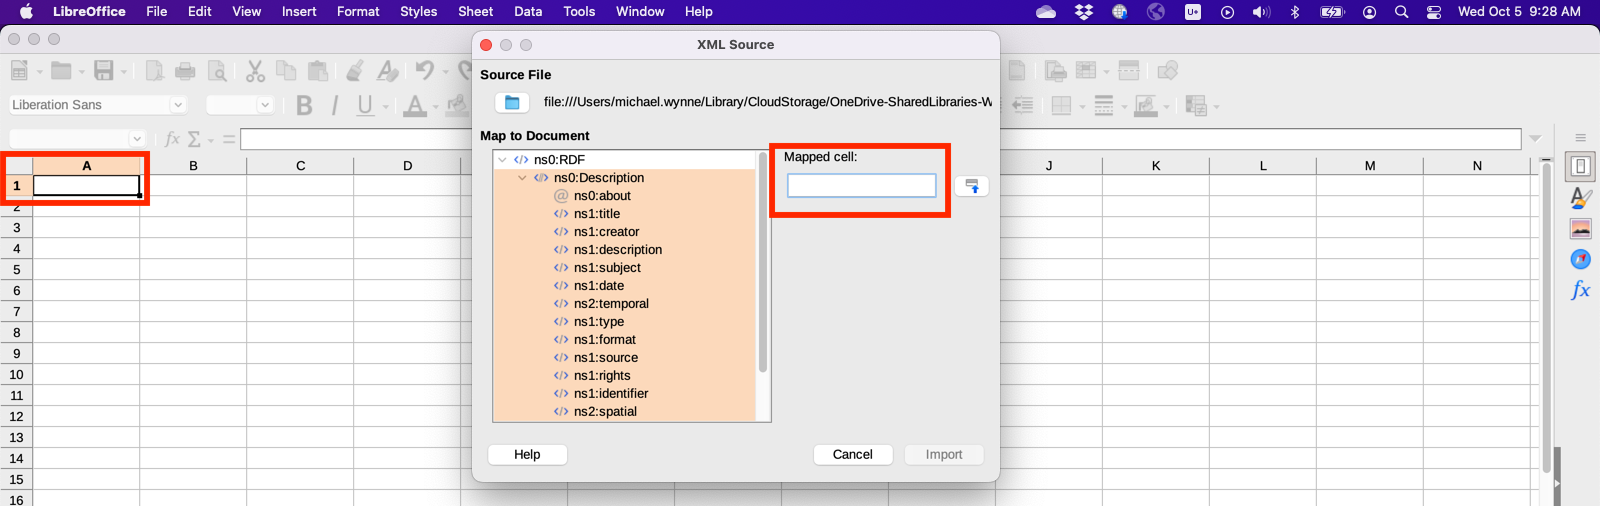 LibreOffice File Edit View Insert Format Styles Sheet Data Tools Window Help U+ Wed Oct 5 9:28 AM
XML Source
Source File
file:///Users/michael.wynne/Library/CloudStorage/OneDrive-SharedLibraries-W
Liberation Sans B I U A
Map to Document
fx Σ =
Mapped cell:
A B C D J K L M N
ns0:RDF
ns0:Description
ns0:about
ns1:title
ns1:creator
ns1:description
ns1:subject
ns1:date
ns2:temporal
ns1:type
ns1:format
ns1:source
ns1:rights
ns1:identifier
ns2:spatial
1
2
3
4
5
6
7
8
9
10
11
12
13
14
15
16
fx
Help Cancel Import